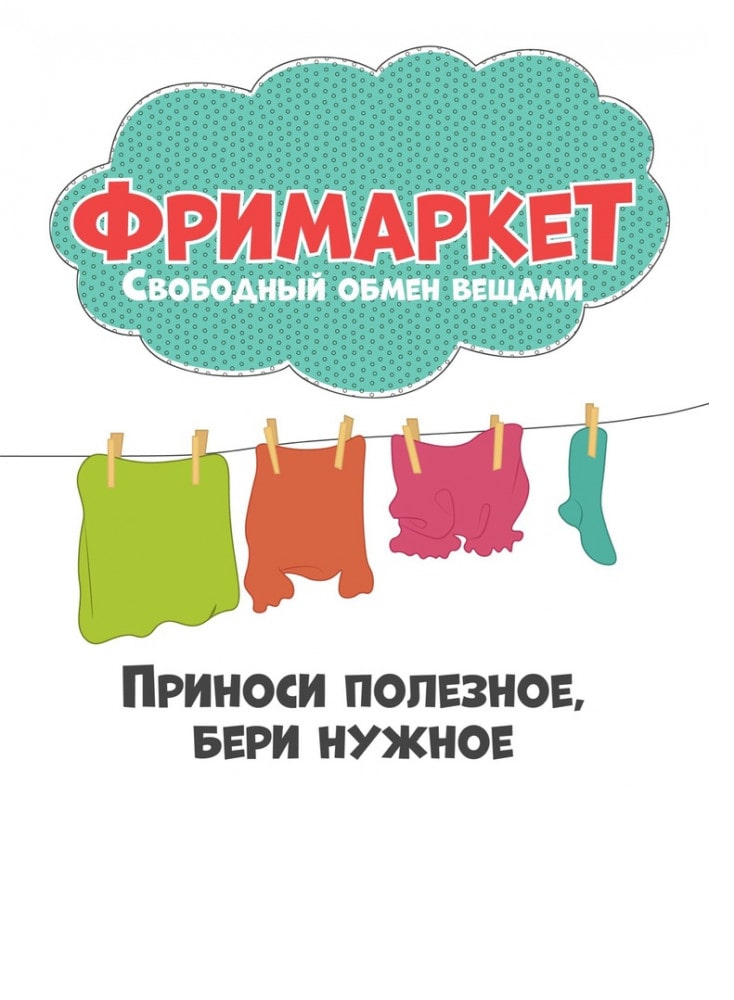 ФРИМАРКЕТ
Свободный обмен вещами
Приноси полезное,
бери нужное